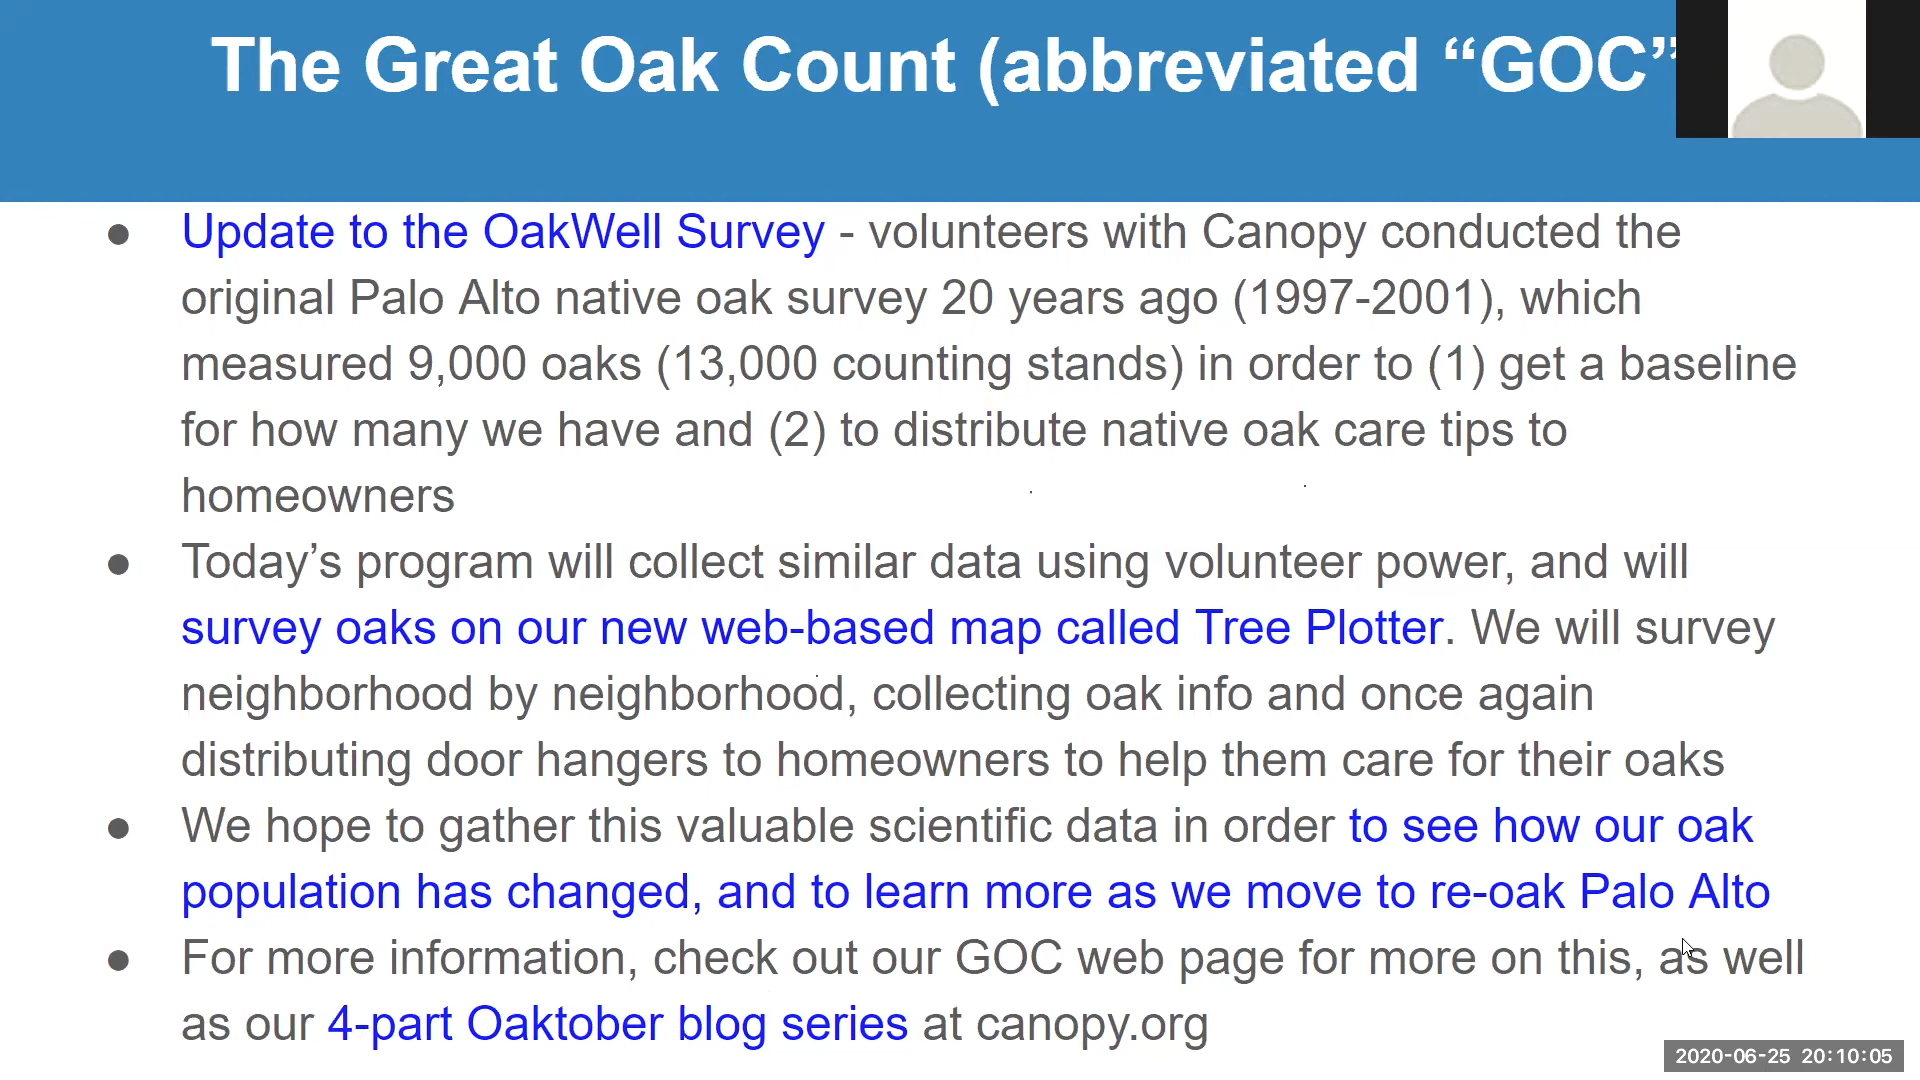 The Great Oak Count (abbreviated “GOC”
● Update to the OakWell Survey - volunteers with Canopy conducted the
original Palo Alto native oak survey 20 years ago (1997-2001), which
measured 9,000 oaks (13,000 counting stands) in order to (1) get a baseline
for how many we have and (2) to distribute native oak care tips to
homeowners
● Today’s program will collect similar data using volunteer power, and will
survey oaks on our new web-based map called Tree Plotter. We will survey
neighborhood by neighborhood, collecting oak info and once again
distributing door hangers to homeowners to help them care for their oaks
● We hope to gather this valuable scientific data in order to see how our oak
population has changed, and to learn more as we move to re-oak Palo Alto
● For more information, check out our GOC web page for more on this, as well
as our 4-part Oaktober blog series at canopy.org
2020-06-25 20:10:05